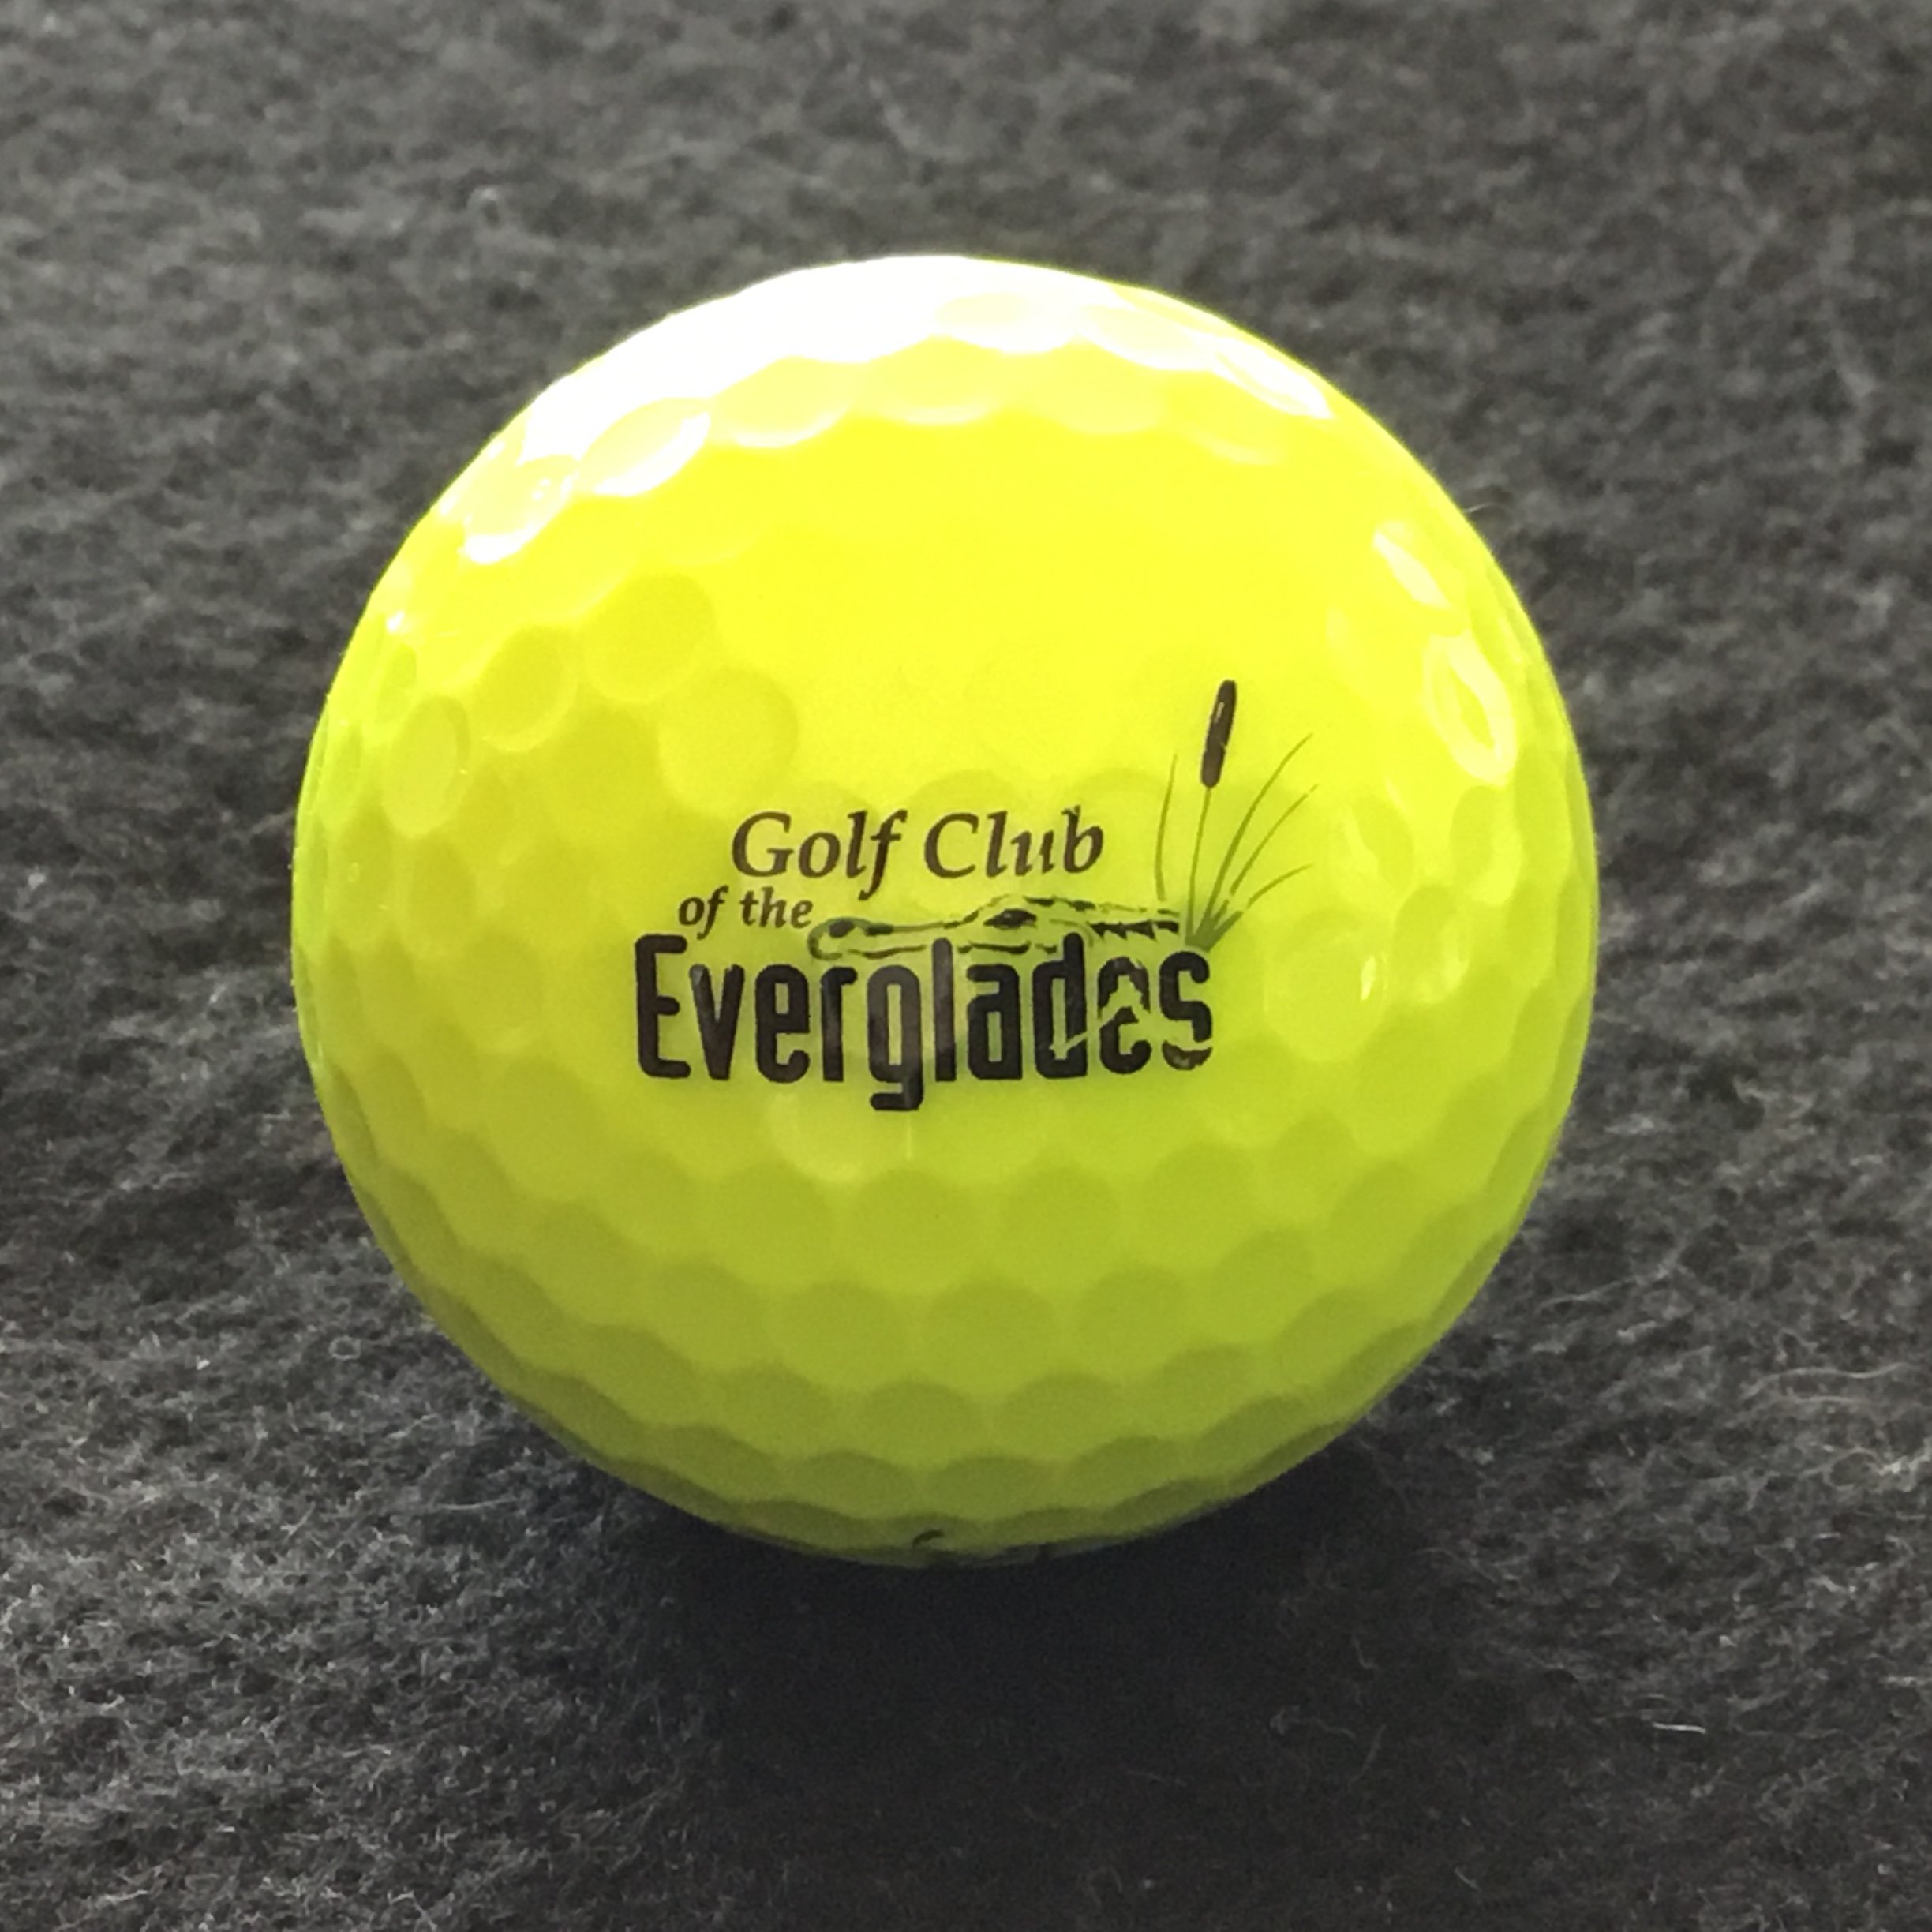 Golf Club
of the
Everglades